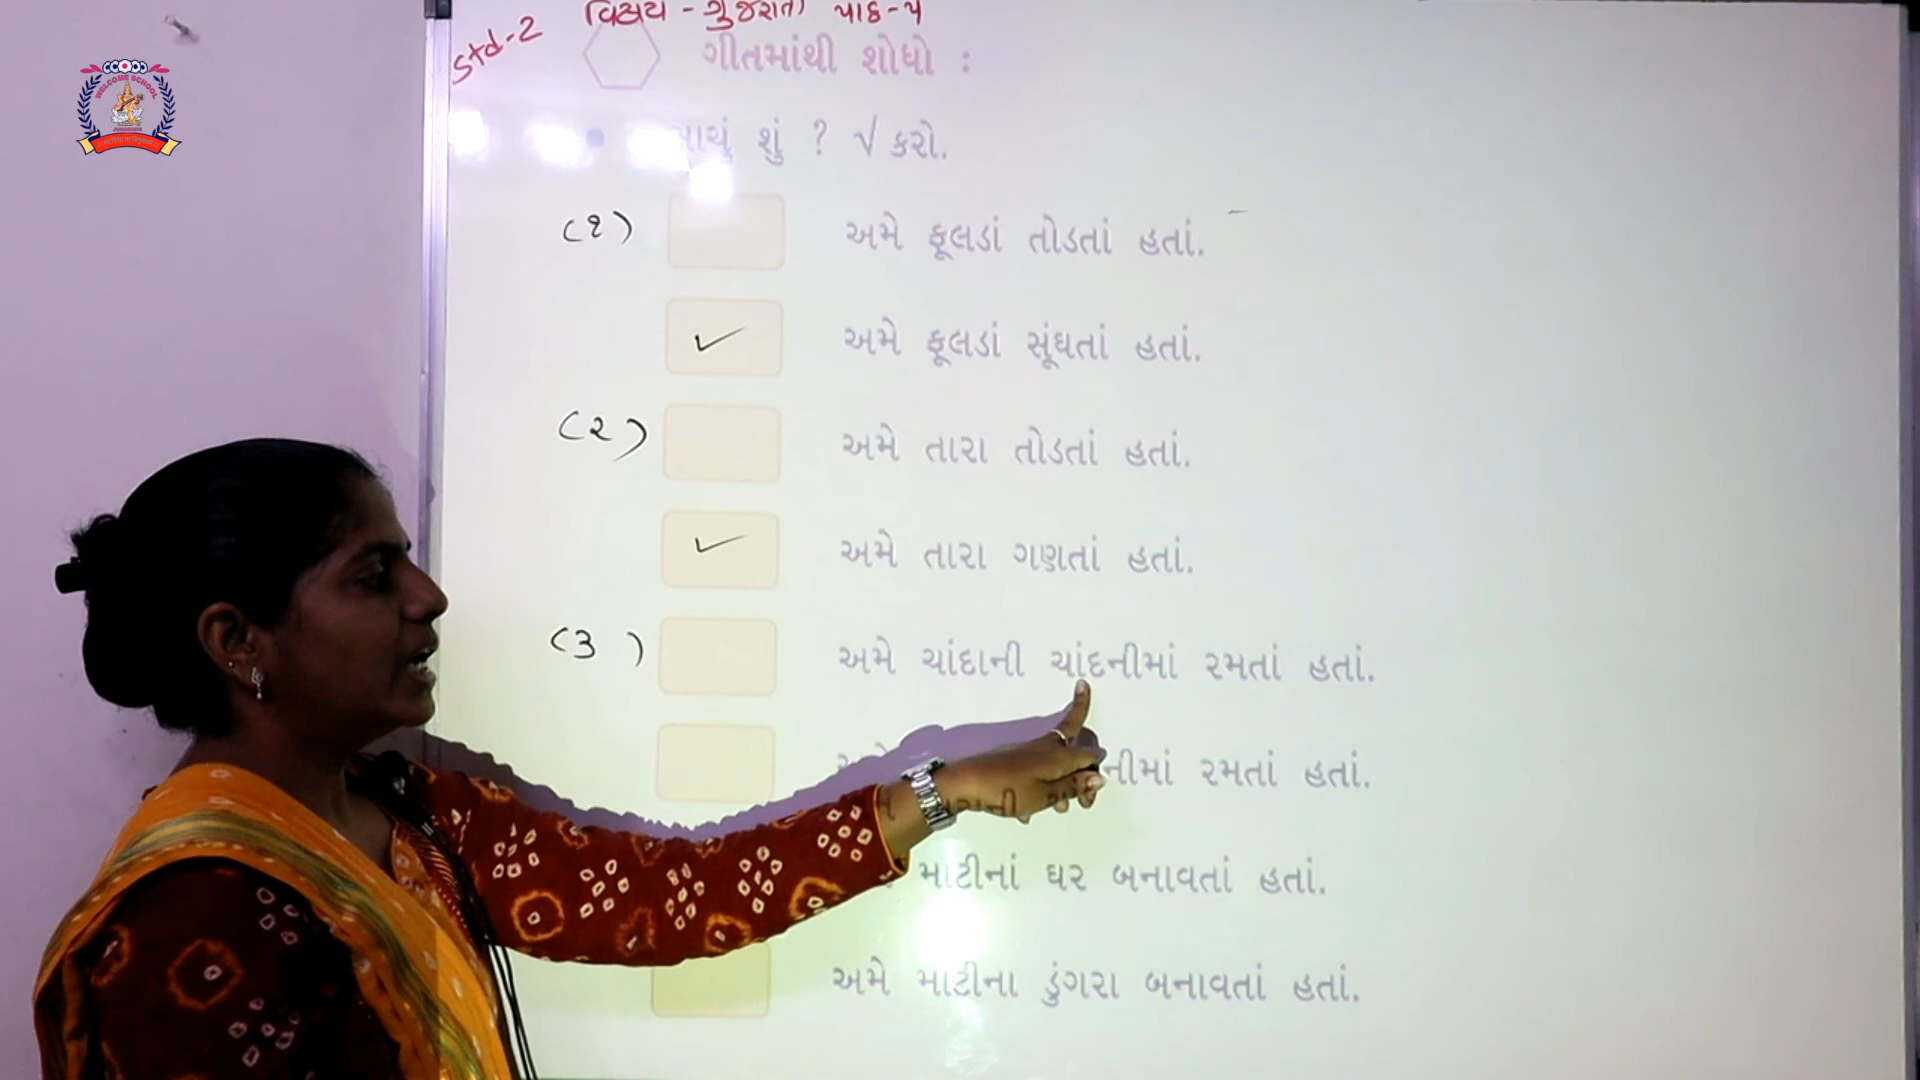 WELCOME SCHOOL
Std-2 વિષય - ગુજરાતી પાઠ-૫
ગીતમાંથી શોધો :
શું ? √ કરો.
(૧) અમે ફૂલડાં તોડતાં હતાં.
✓ અમે ફૂલડાં સૂંઘતાં હતાં.
(૨) અમે તારા તોડતાં હતાં.
✓ અમે તારા ગણતાં હતાં.
(૩) અમે ચાંદાની ચાંદનીમાં રમતાં હતાં.
રમતાં હતાં.
માટીનાં ઘર બનાવતાં હતાં.
અમે માટીના ડુંગરા બનાવતાં હતાં.